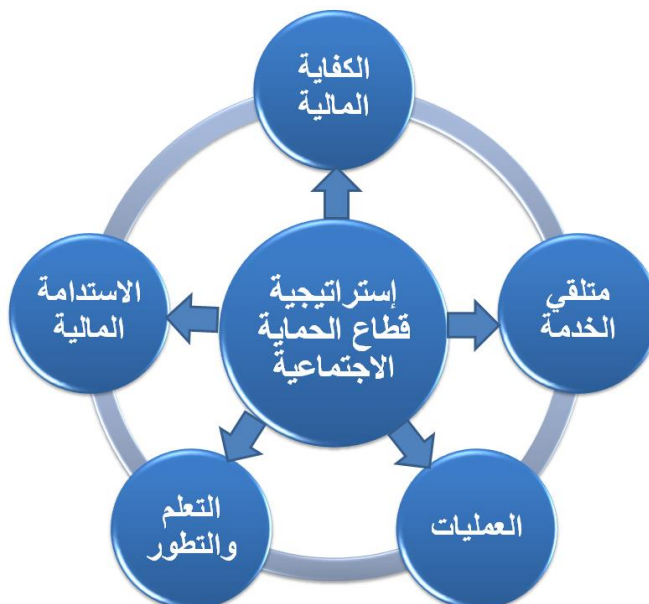 الكفاية
المالية
إستراتيجية
قطاع الحماية
الاجتماعية
متلقي
الخدمة
الاستدامة
المالية
العمليات
التعلم
والتطور